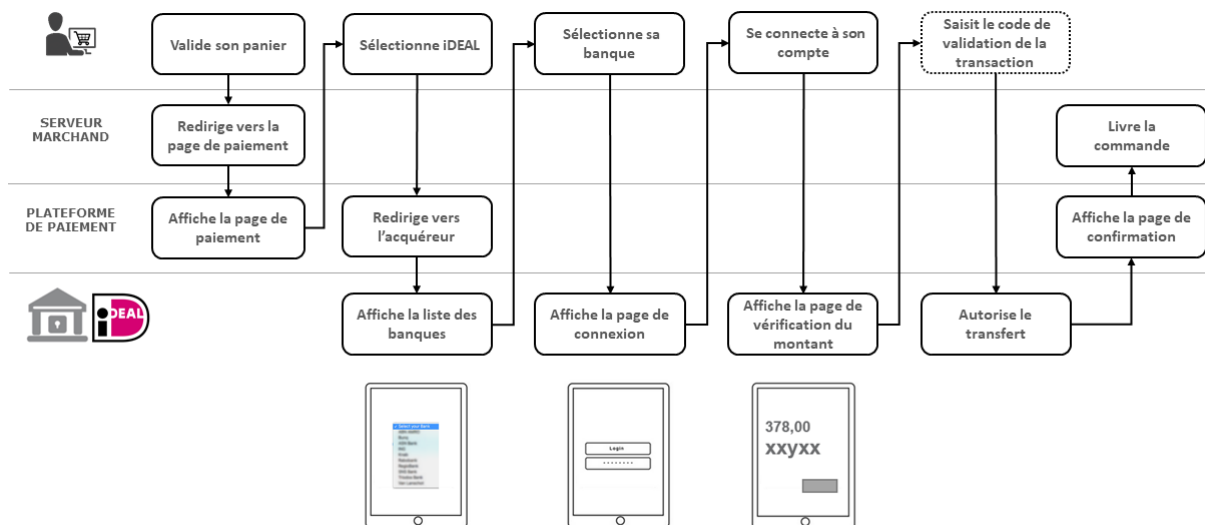 Valide son panier
Sélectionne iDEAL
Sélectionne sa
banque
Se connecte à son
compte
Saisit le code de
validation de la
transaction
SERVEUR
MARCHAND
Redirige vers la
page de paiement
Livre la
commande
PLATEFORME
DE PAIEMENT
Affiche la page de
paiement
Redirige vers
l'acquéreur
Affiche la page de
confirmation
iDEAL
Affiche la liste des
banques
Affiche la page de
connexion
Affiche la page de
vérification du
montant
Autorise le
transfert
Select your bank
Login
378,00
xxyxx